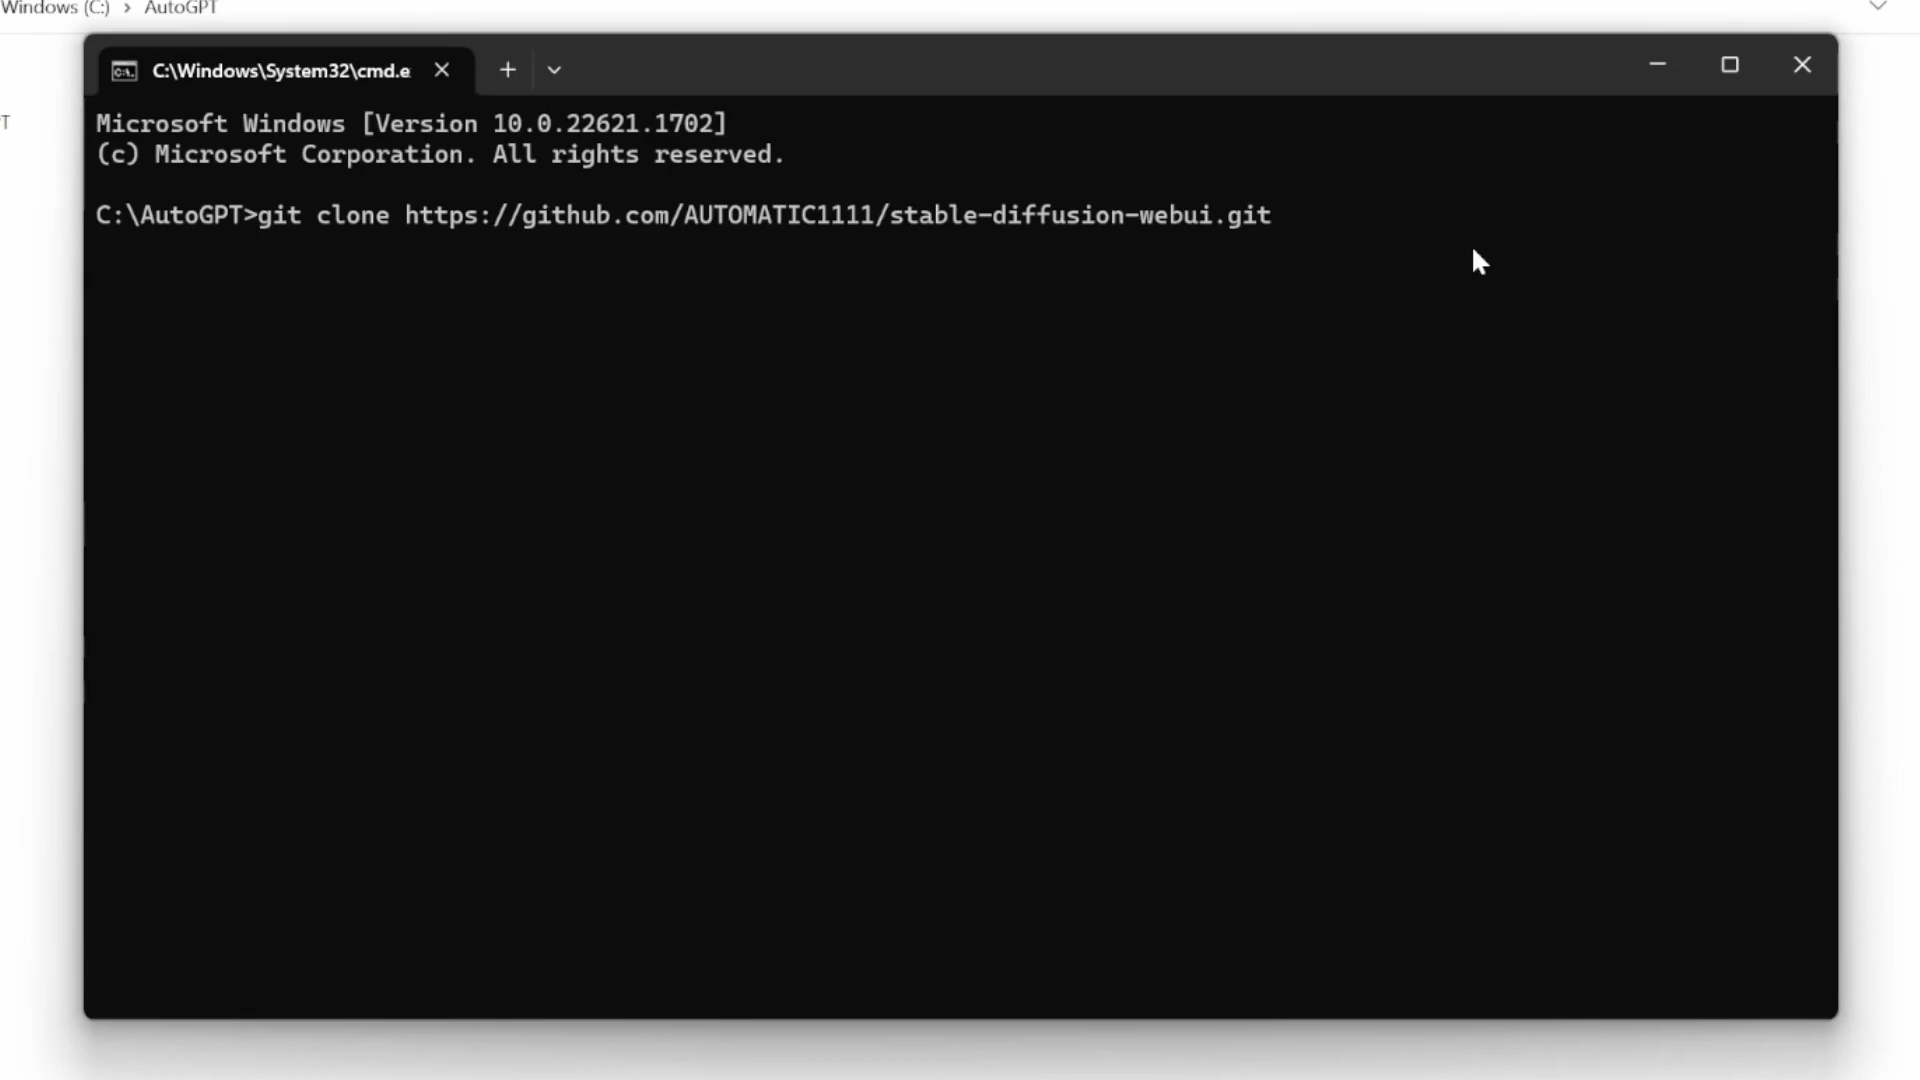 Windows (C:) > AutoGPT
C:\Windows\System32\cmd.e
Microsoft Windows [Version 10.0.22621.1702]
(c) Microsoft Corporation. All rights reserved.
C:\AutoGPT>git clone https://github.com/AUTOMATIC1111/stable-diffusion-webui.git